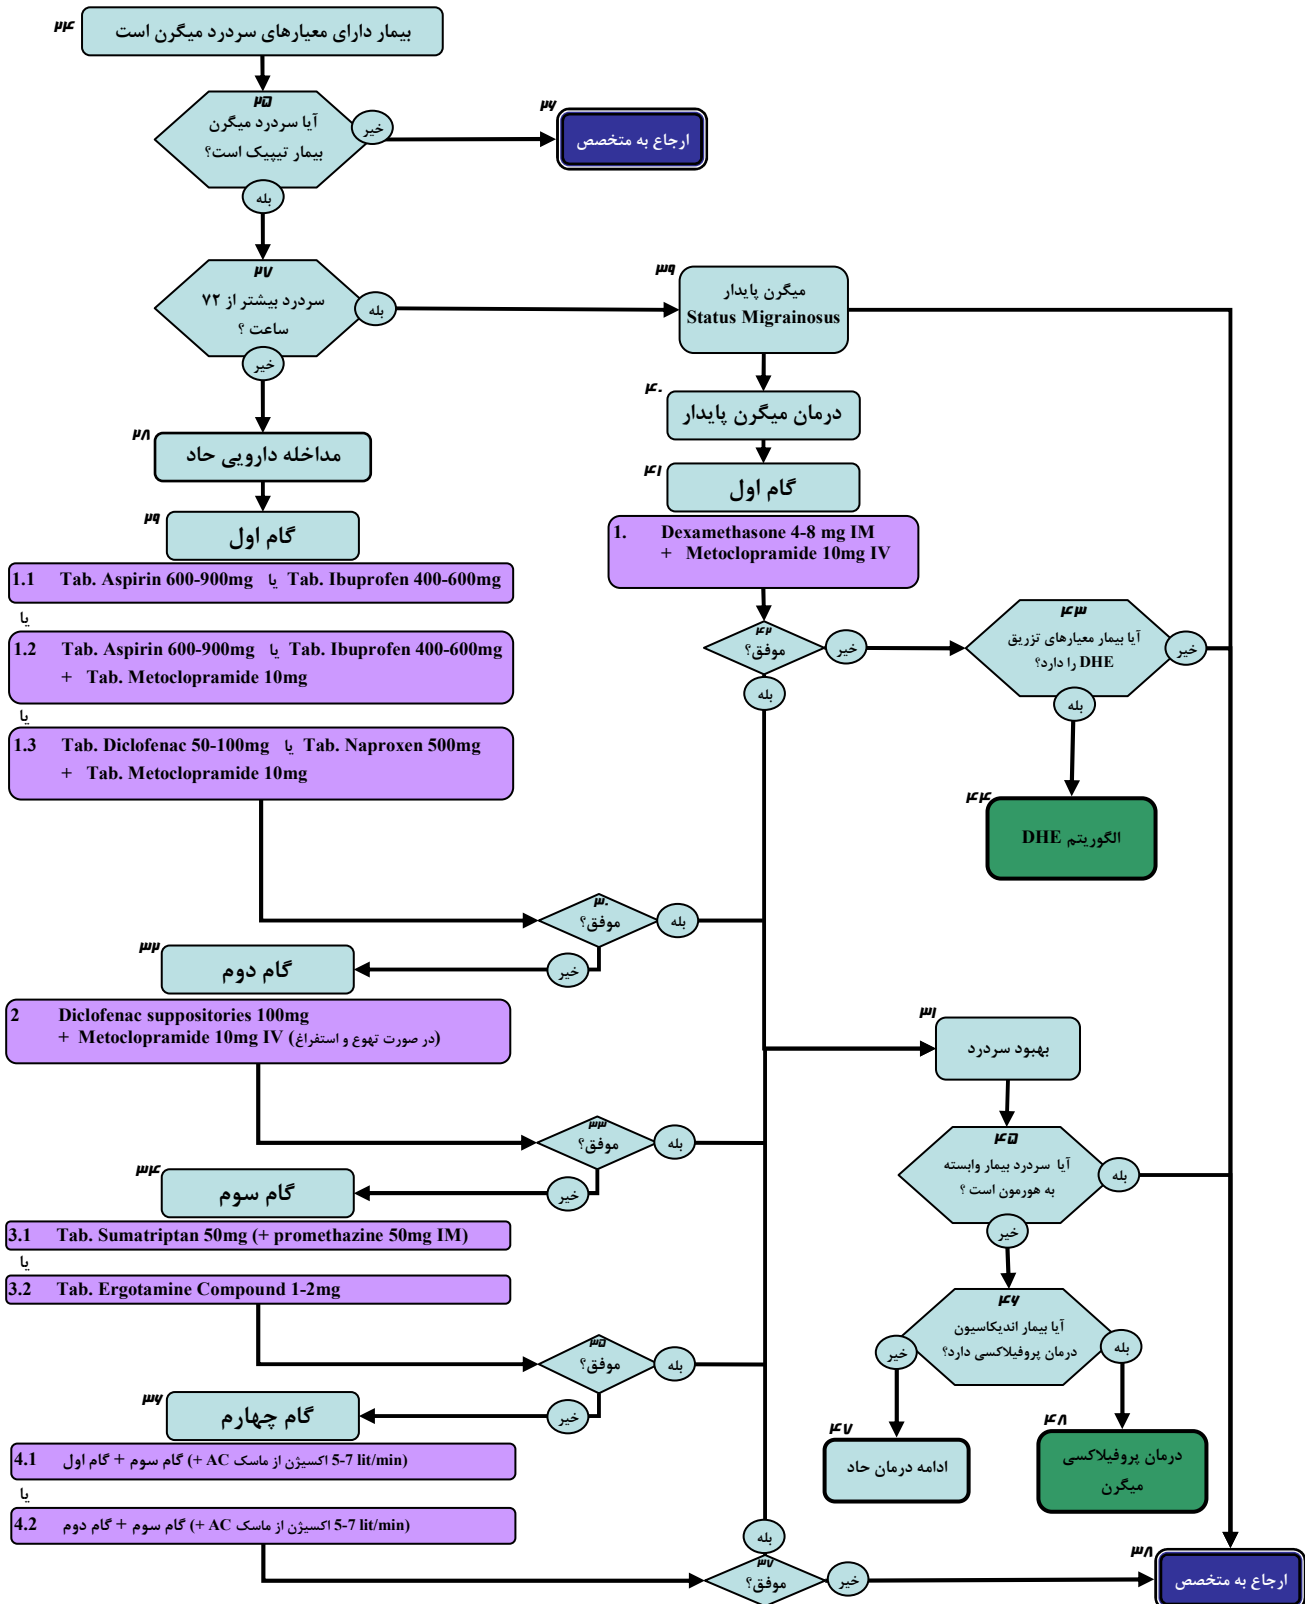 ۲۴
بیمار دارای معیارهای سردرد میگرن است
۲۵
آیا سردرد میگرن
بیمار تیپیک است؟
خیر
۲۶
ارجاع به متخصص
بله
۲۷
سردرد بیشتر از ۷۲
ساعت ؟
بله
خیر
۳۹
میگرن پایدار
Status Migrainosus
۴۰
درمان میگرن پایدار
۲۸
مداخله دارویی حاد
۴۱
گام اول
۲۹
گام اول
1. Dexamethasone 4-8 mg IM
+ Metoclopramide 10mg IV
1.1 Tab. Aspirin 600-900mg یا Tab. Ibuprofen 400-600mg
یا
1.2 Tab. Aspirin 600-900mg یا Tab. Ibuprofen 400-600mg
+ Tab. Metoclopramide 10mg
یا
1.3 Tab. Diclofenac 50-100mg یا Tab. Naproxen 500mg
+ Tab. Metoclopramide 10mg
۴۲
موفق؟
خیر
بله
۴۳
آیا بیمار معیارهای تزریق
DHE را دارد؟
خیر
بله
۴۴
الگوریتم DHE
۳۰
موفق؟
بله
خیر
۳۲
گام دوم
2 Diclofenac suppositories 100mg
+ Metoclopramide 10mg IV (در صورت تهوع و استفراغ)
۳۱
بهبود سردرد
۳۳
موفق؟
بله
خیر
۴۵
آیا سردرد بیمار وابسته
به هورمون است ؟
بله
خیر
۳۴
گام سوم
3.1 Tab. Sumatriptan 50mg (+ promethazine 50mg IM)
یا
3.2 Tab. Ergotamine Compound 1-2mg
۳۵
موفق؟
بله
خیر
۴۶
آیا بیمار اندیکاسیون
درمان پروفیلاکسی دارد؟
خیر
بله
۳۶
گام چهارم
۴۷
ادامه درمان حاد
۴۸
درمان پروفیلاکسی
میگرن
4.1 گام سوم + گام اول (+ AC اکسیژن از ماسک 5-7 lit/min)
یا
4.2 گام سوم + گام دوم (+ AC اکسیژن از ماسک 5-7 lit/min)
بله
۳۷
موفق؟
خیر
۳۸
ارجاع به متخصص